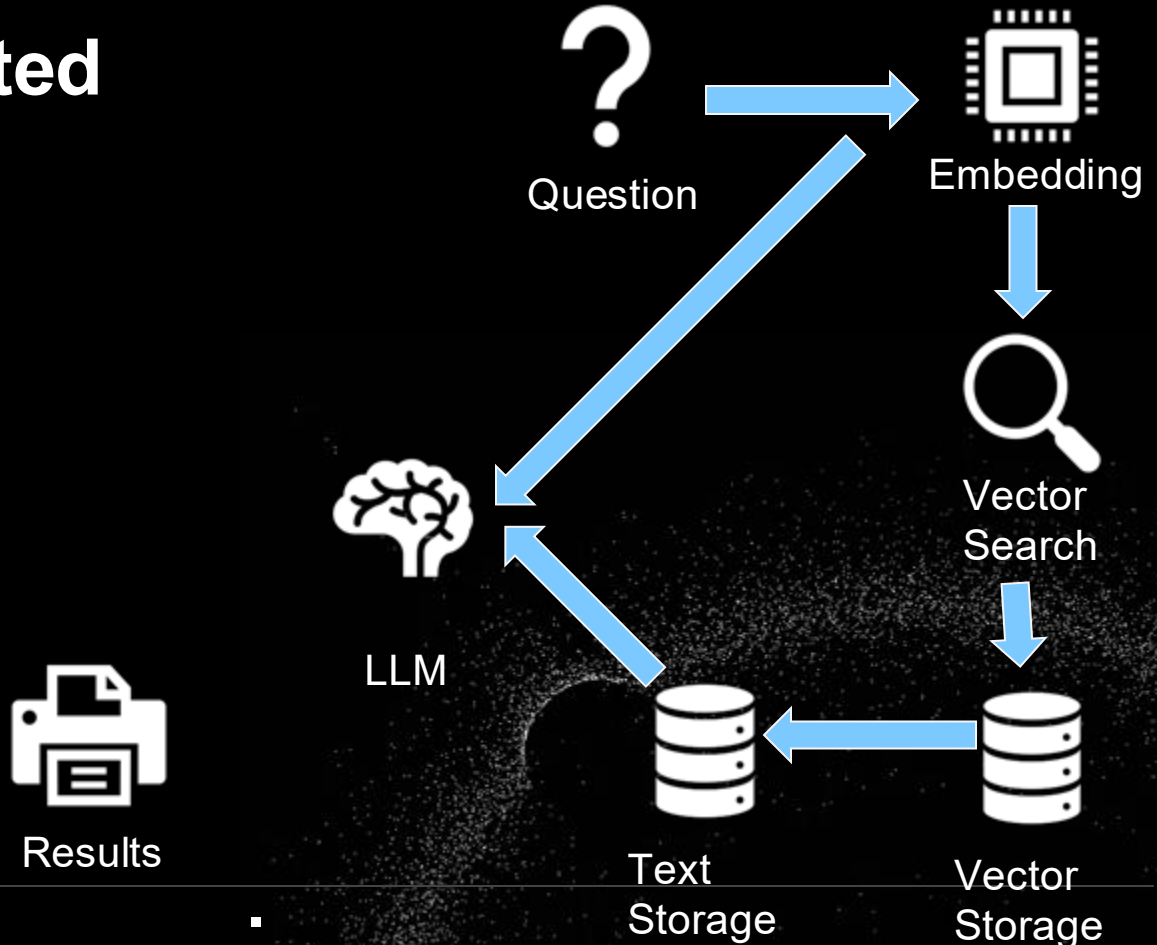 ted
Question
Embedding
Vector
Search
LLM
Results
Text
Storage
Vector
Storage